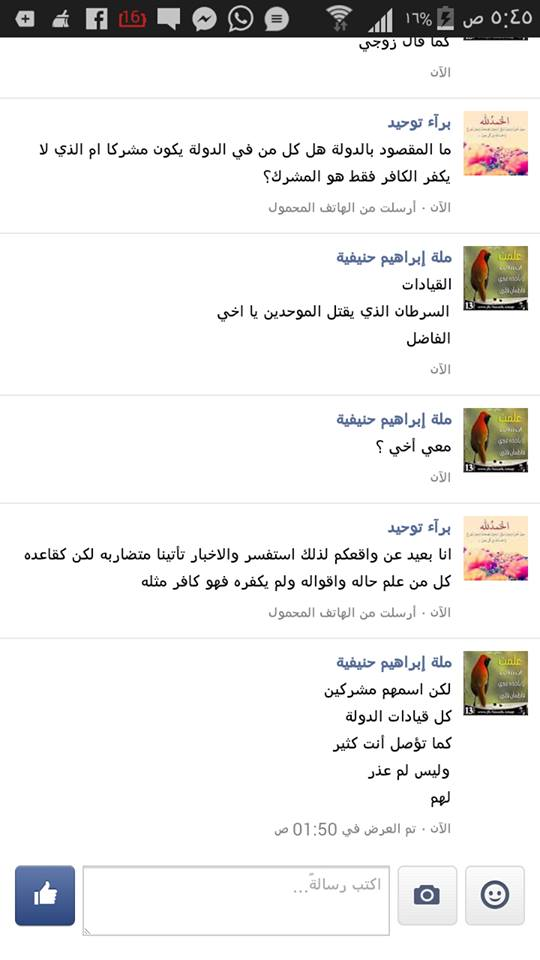 ٥:٤٥ ص
١٦%
16
كما قال زوجي
الآن
برآء توحيد
ما المقصود بالدولة هل كل من في الدولة يكون مشركا ام الذي لا
يكفر الكافر فقط هو المشرك؟
الآن · أرسلت من الهاتف المحمول
ملة إبراهيم حنيفية
القيادات
السرطان الذي يقتل الموحدين يا اخي
الفاضل
الآن
ملة إبراهيم حنيفية
معي أخي ؟
الآن
برآء توحيد
انا بعيد عن واقعكم لذلك استفسر والاخبار تأتينا متضاربه لكن كقاعده
كل من علم حاله واقواله ولم يكفره فهو كافر مثله
الآن · أرسلت من الهاتف المحمول
ملة إبراهيم حنيفية
لكن اسمهم مشركين
كل قيادات الدولة
كما تؤصل أنت كثير
وليس لم عذر
لهم
الآن · تم العرض في 01:50 ص
اكتب رسالةً...